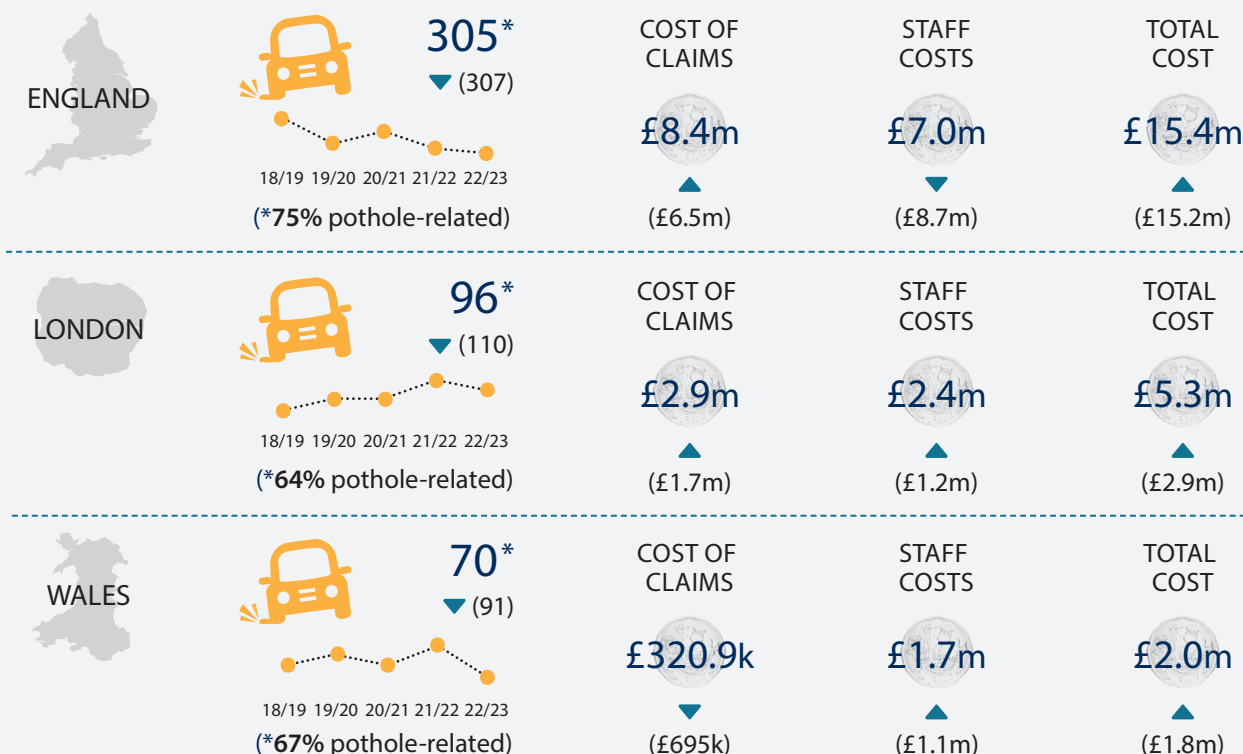 ENGLAND
305*
▼ (307)
18/19 19/20 20/21 21/22 22/23
(*75% pothole-related)
COST OF
CLAIMS
£8.4m
▲
(£6.5m)
STAFF
COSTS
£7.0m
▼
(£8.7m)
TOTAL
COST
£15.4m
▲
(£15.2m)
LONDON
96*
▼ (110)
18/19 19/20 20/21 21/22 22/23
(*64% pothole-related)
COST OF
CLAIMS
£2.9m
▲
(£1.7m)
STAFF
COSTS
£2.4m
▲
(£1.2m)
TOTAL
COST
£5.3m
▲
(£2.9m)
WALES
70*
▼ (91)
18/19 19/20 20/21 21/22 22/23
(*67% pothole-related)
COST OF
CLAIMS
£320.9k
▼
(£695k)
STAFF
COSTS
£1.7m
▲
(£1.1m)
TOTAL
COST
£2.0m
▲
(£1.8m)